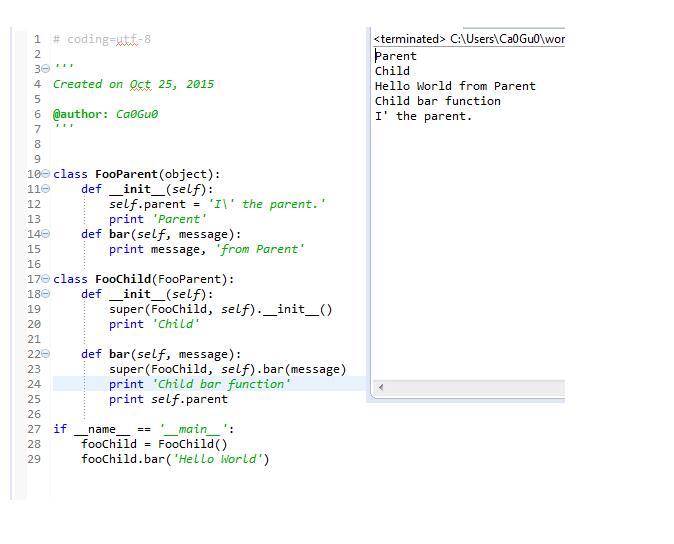 1 # coding=utf-8
2
3 '''
4 Created on Oct 25, 2015
5
6 @author: Ca0Gu0
7 '''
8
9
10 class FooParent(object):
11     def __init__(self):
12         self.parent = 'I\' the parent.'
13         print 'Parent'
14     def bar(self, message):
15         print message, 'from Parent'
16
17 class FooChild(FooParent):
18     def __init__(self):
19         super(FooChild, self).__init__()
20         print 'Child'
21
22     def bar(self, message):
23         super(FooChild, self).bar(message)
24         print 'Child bar function'
25         print self.parent
26
27 if __name__ == '__main__':
28     fooChild = FooChild()
29     fooChild.bar('Hello World')
<terminated> C:\Users\Ca0Gu0\wor
Parent
Child
Hello World from Parent
Child bar function
I' the parent.